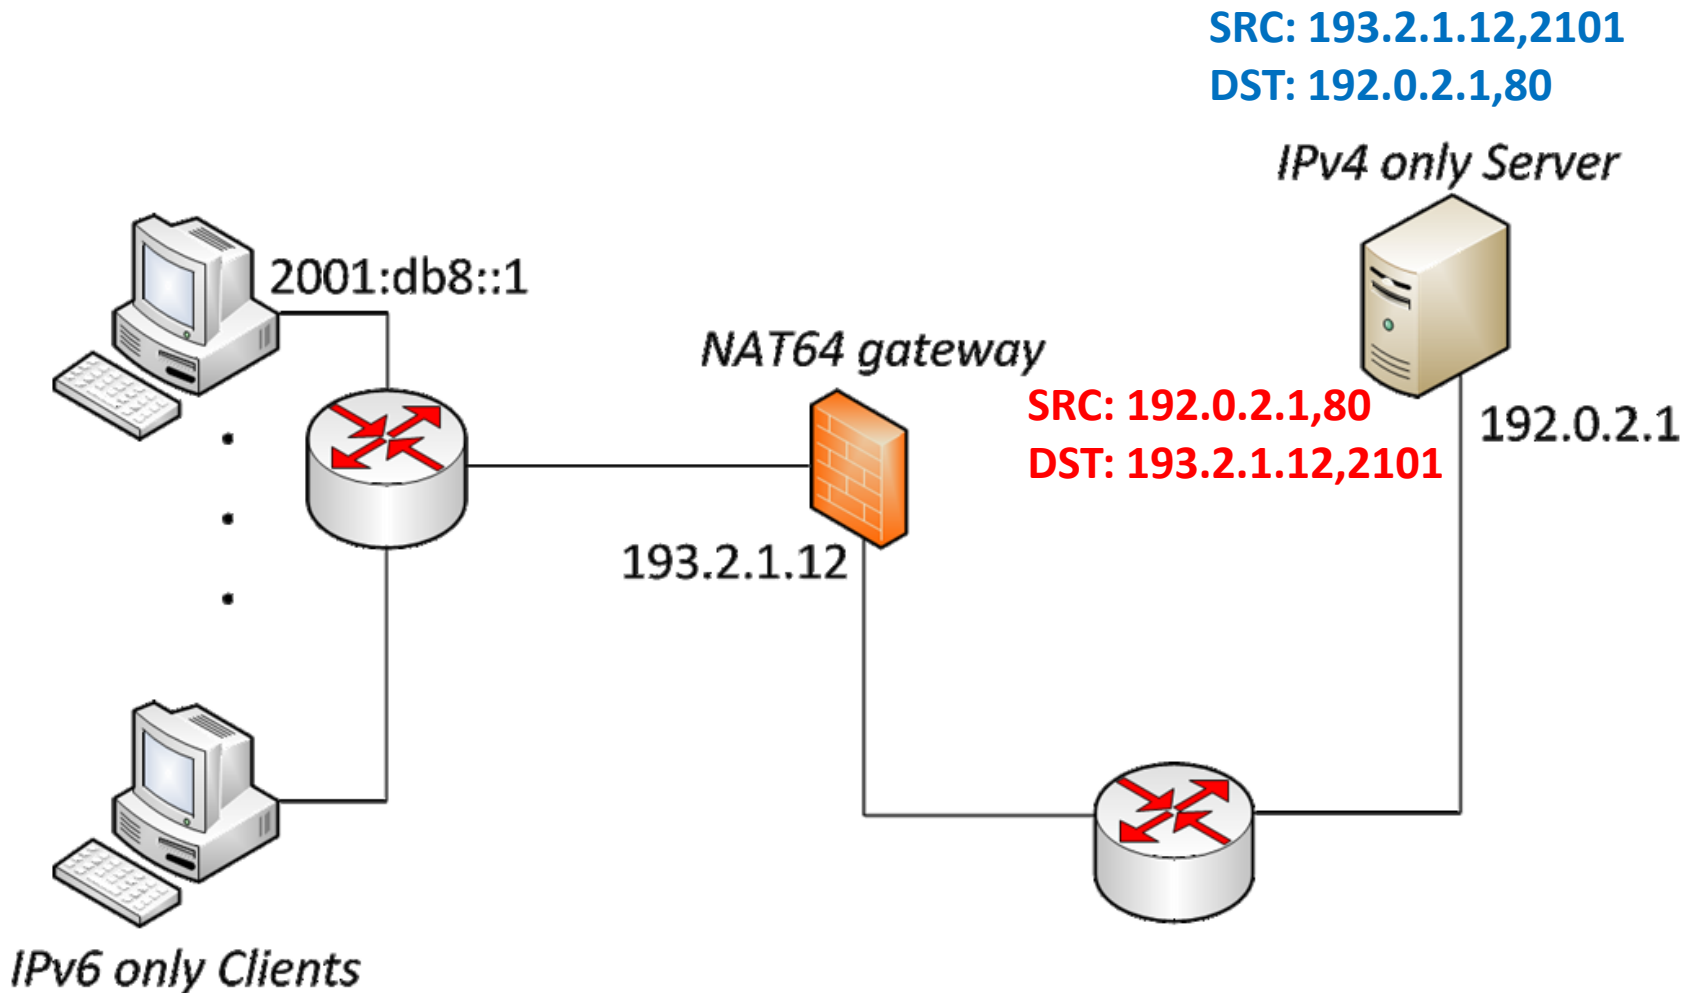 SRC: 193.2.1.12,2101
DST: 192.0.2.1,80
IPv4 only Server
2001:db8::1
NAT64 gateway
SRC: 192.0.2.1,80
DST: 193.2.1.12,2101
192.0.2.1
193.2.1.12
IPv6 only Clients